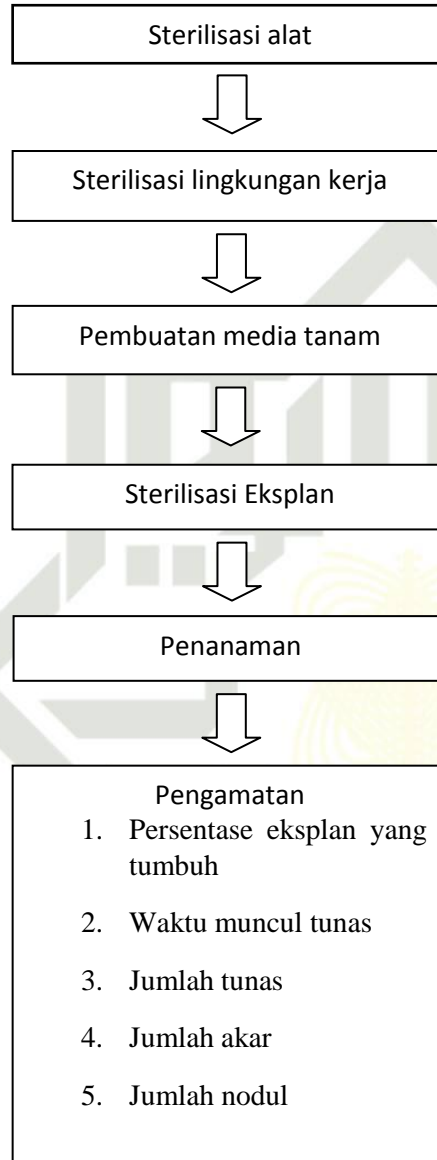 Sterilisasi alat
Sterilisasi lingkungan kerja
Pembuatan media tanam
Sterilisasi Eksplan
Penanaman
Pengamatan
1. Persentase eksplan yang
tumbuh
2. Waktu muncul tunas
3. Jumlah tunas
4. Jumlah akar
5. Jumlah nodul